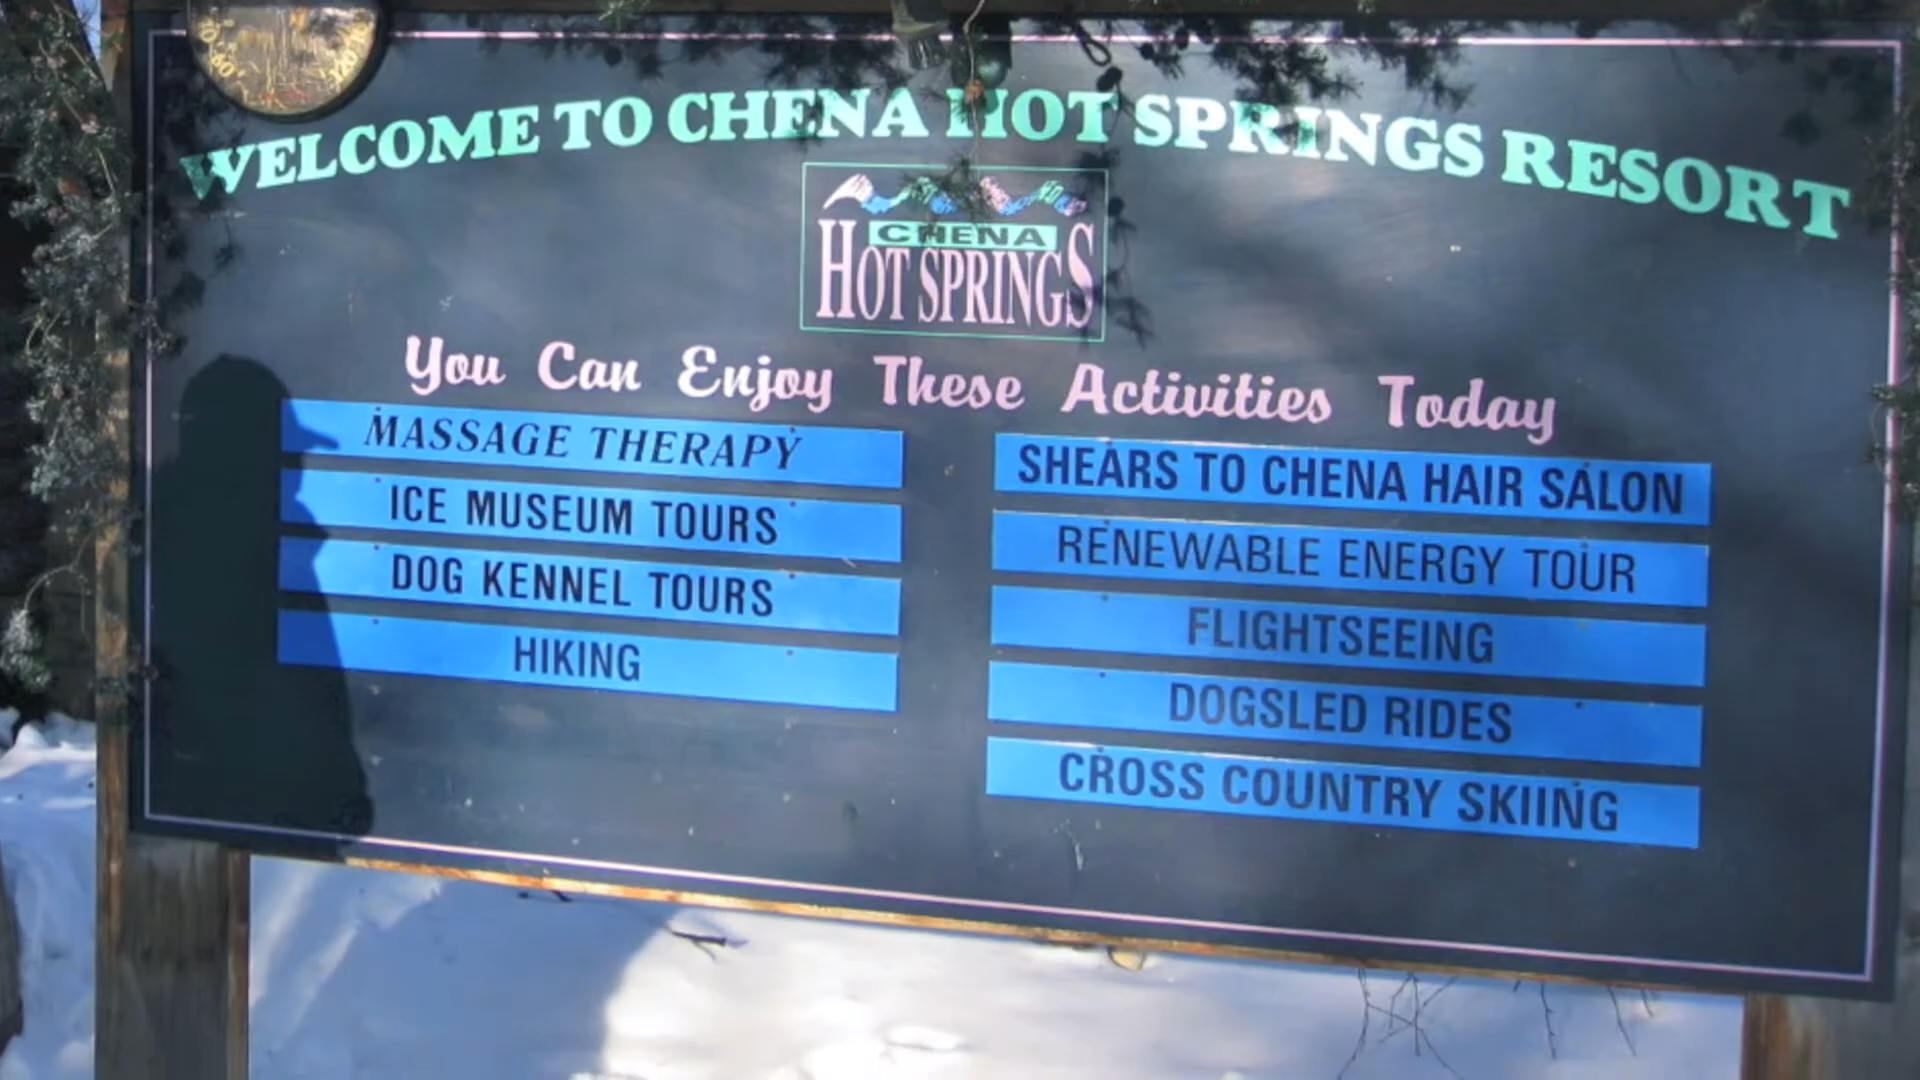 WELCOME TO CHENA HOT SPRINGS RESORT
CHENA
HOT SPRINGS
You Can Enjoy These Activities Today
MASSAGE THERAPY
ICE MUSEUM TOURS
DOG KENNEL TOURS
HIKING
SHEARS TO CHENA HAIR SALON
RENEWABLE ENERGY TOUR
FLIGHTSEEING
DOGSLED RIDES
CROSS COUNTRY SKIING